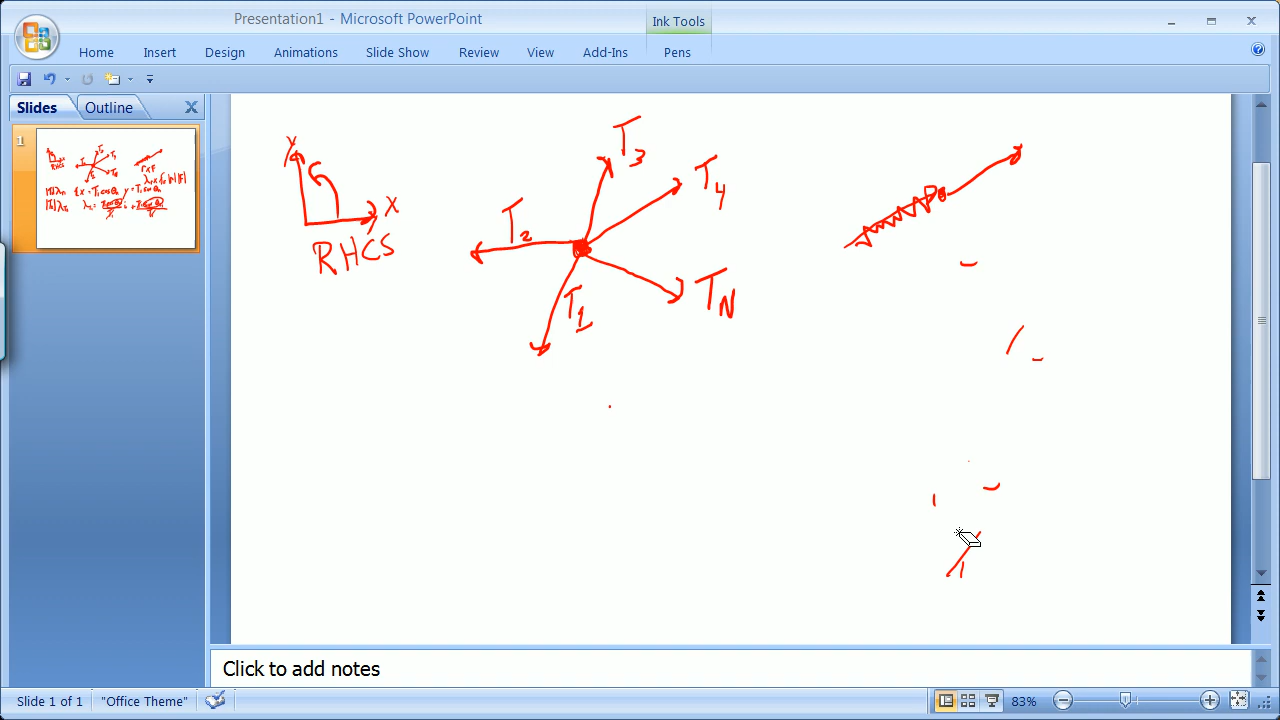 Presentation1 - Microsoft PowerPoint
Ink Tools
Home Insert Design Animations Slide Show Review View Add-Ins Pens
Slides Outline
1
Y
X
RHCS
T3
T4
T2
TN
T1
P
Click to add notes
Slide 1 of 1 "Office Theme" 83%